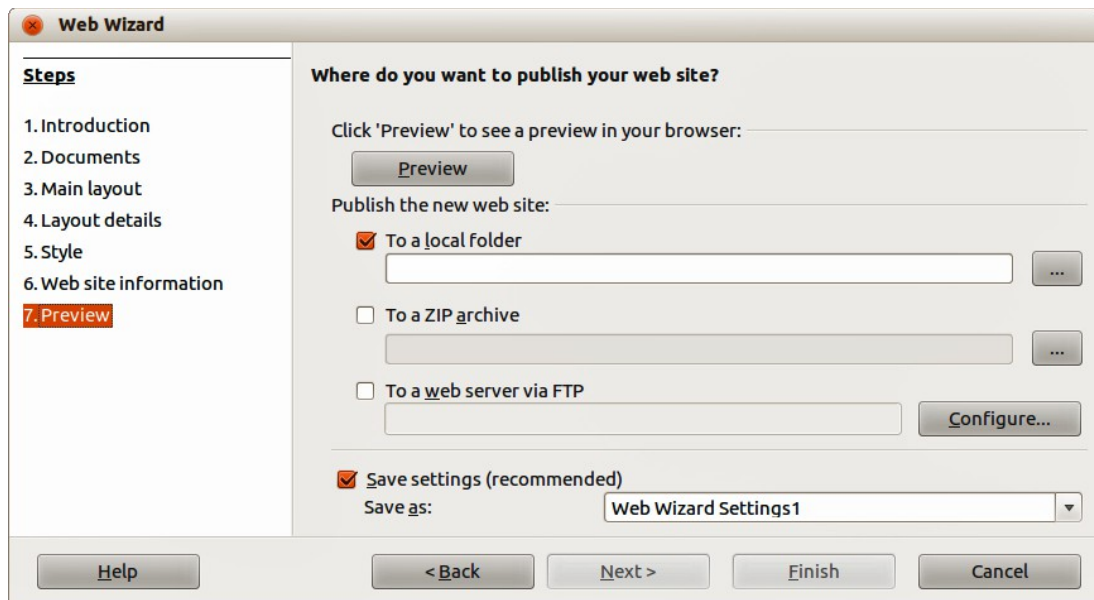 Web Wizard
Steps
1. Introduction
2. Documents
3. Main layout
4. Layout details
5. Style
6. Web site information
7. Preview
Where do you want to publish your web site?
Click 'Preview' to see a preview in your browser:
Preview
Publish the new web site:
To a local folder
...
To a ZIP archive
...
To a web server via FTP
Configure...
Save settings (recommended)
Save as: Web Wizard Settings1
Help < Back Next > Finish Cancel